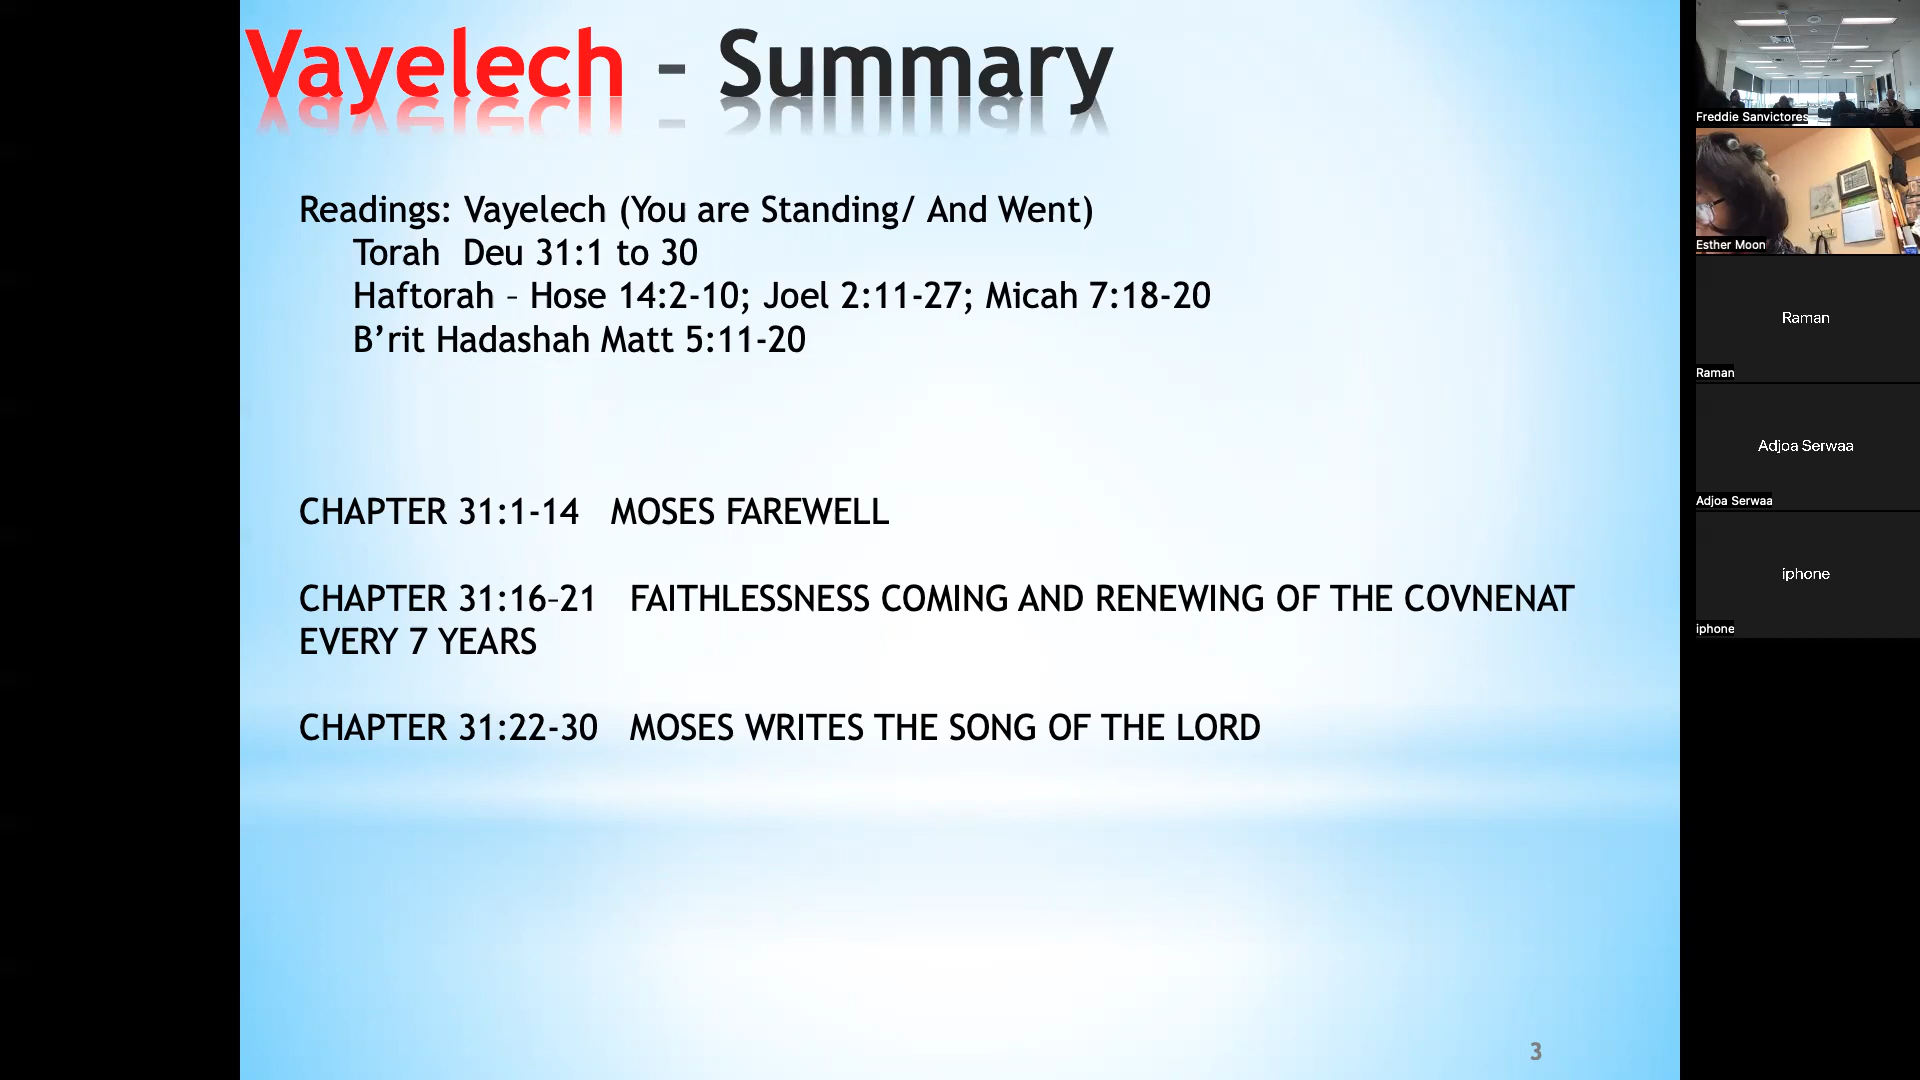 Vayelech – Summary
Readings: Vayelech (You are Standing/ And Went)
Torah  Deu 31:1 to 30
Haftorah – Hose 14:2-10; Joel 2:11-27; Micah 7:18-20
B’rit Hadashah Matt 5:11-20
CHAPTER 31:1-14   MOSES FAREWELL
CHAPTER 31:16–21   FAITHLESSNESS COMING AND RENEWING OF THE COVNENAT
EVERY 7 YEARS
CHAPTER 31:22-30   MOSES WRITES THE SONG OF THE LORD
3
Freddie Sanvictores
Esther Moon
Raman
Raman
Adjoa Serwaa
Adjoa Serwaa
iphone
iphone